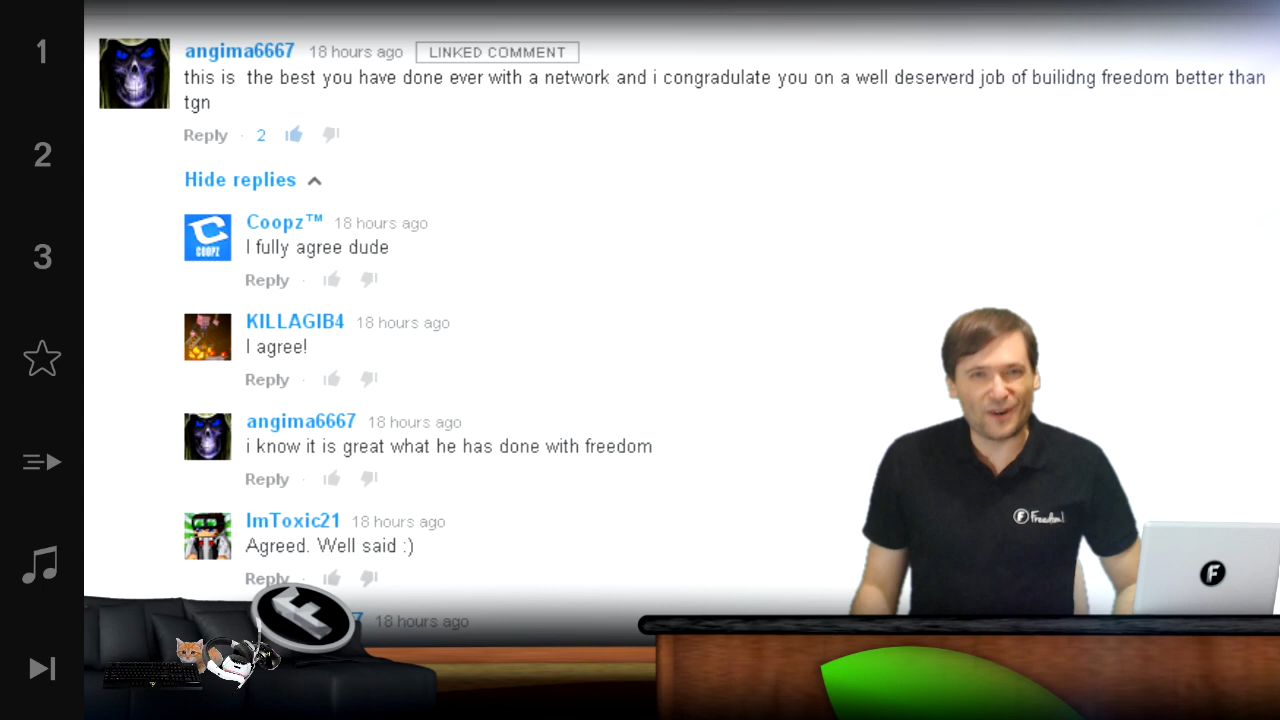 1
2
3
angima6667 18 hours ago LINKED COMMENT
this is the best you have done ever with a network and i congradulate you on a well deserverd job of builidng freedom better than
tgn
Reply · 2
Hide replies
Coopz™ 18 hours ago
I fully agree dude
Reply ·
KILLAGIB4 18 hours ago
I agree!
Reply ·
angima6667 18 hours ago
i know it is great what he has done with freedom
Reply ·
ImToxic21 18 hours ago
Agreed. Well said :)
Reply ·
7 18 hours ago
Freedom!
F
F